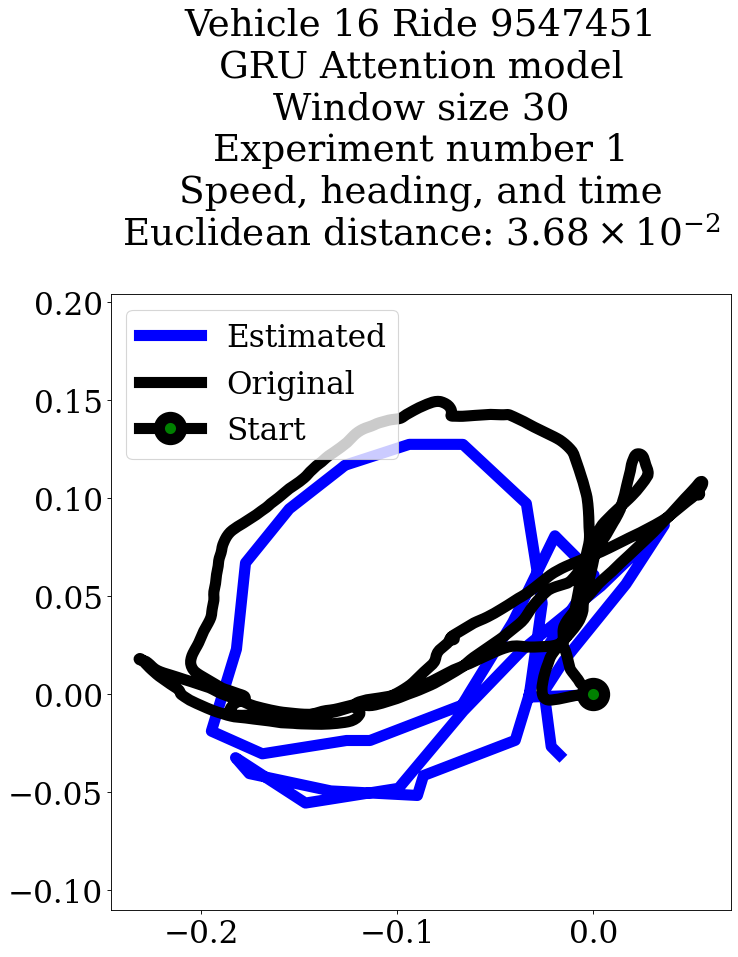 Vehicle 16 Ride 9547451
GRU Attention model
Window size 30
Experiment number 1
Speed, heading, and time
Euclidean distance: 3.68 × 10⁻²
0.20
Estimated
0.15
Original
Start
0.10
0.05
0.00
−0.05
−0.10
−0.2 −0.1 0.0